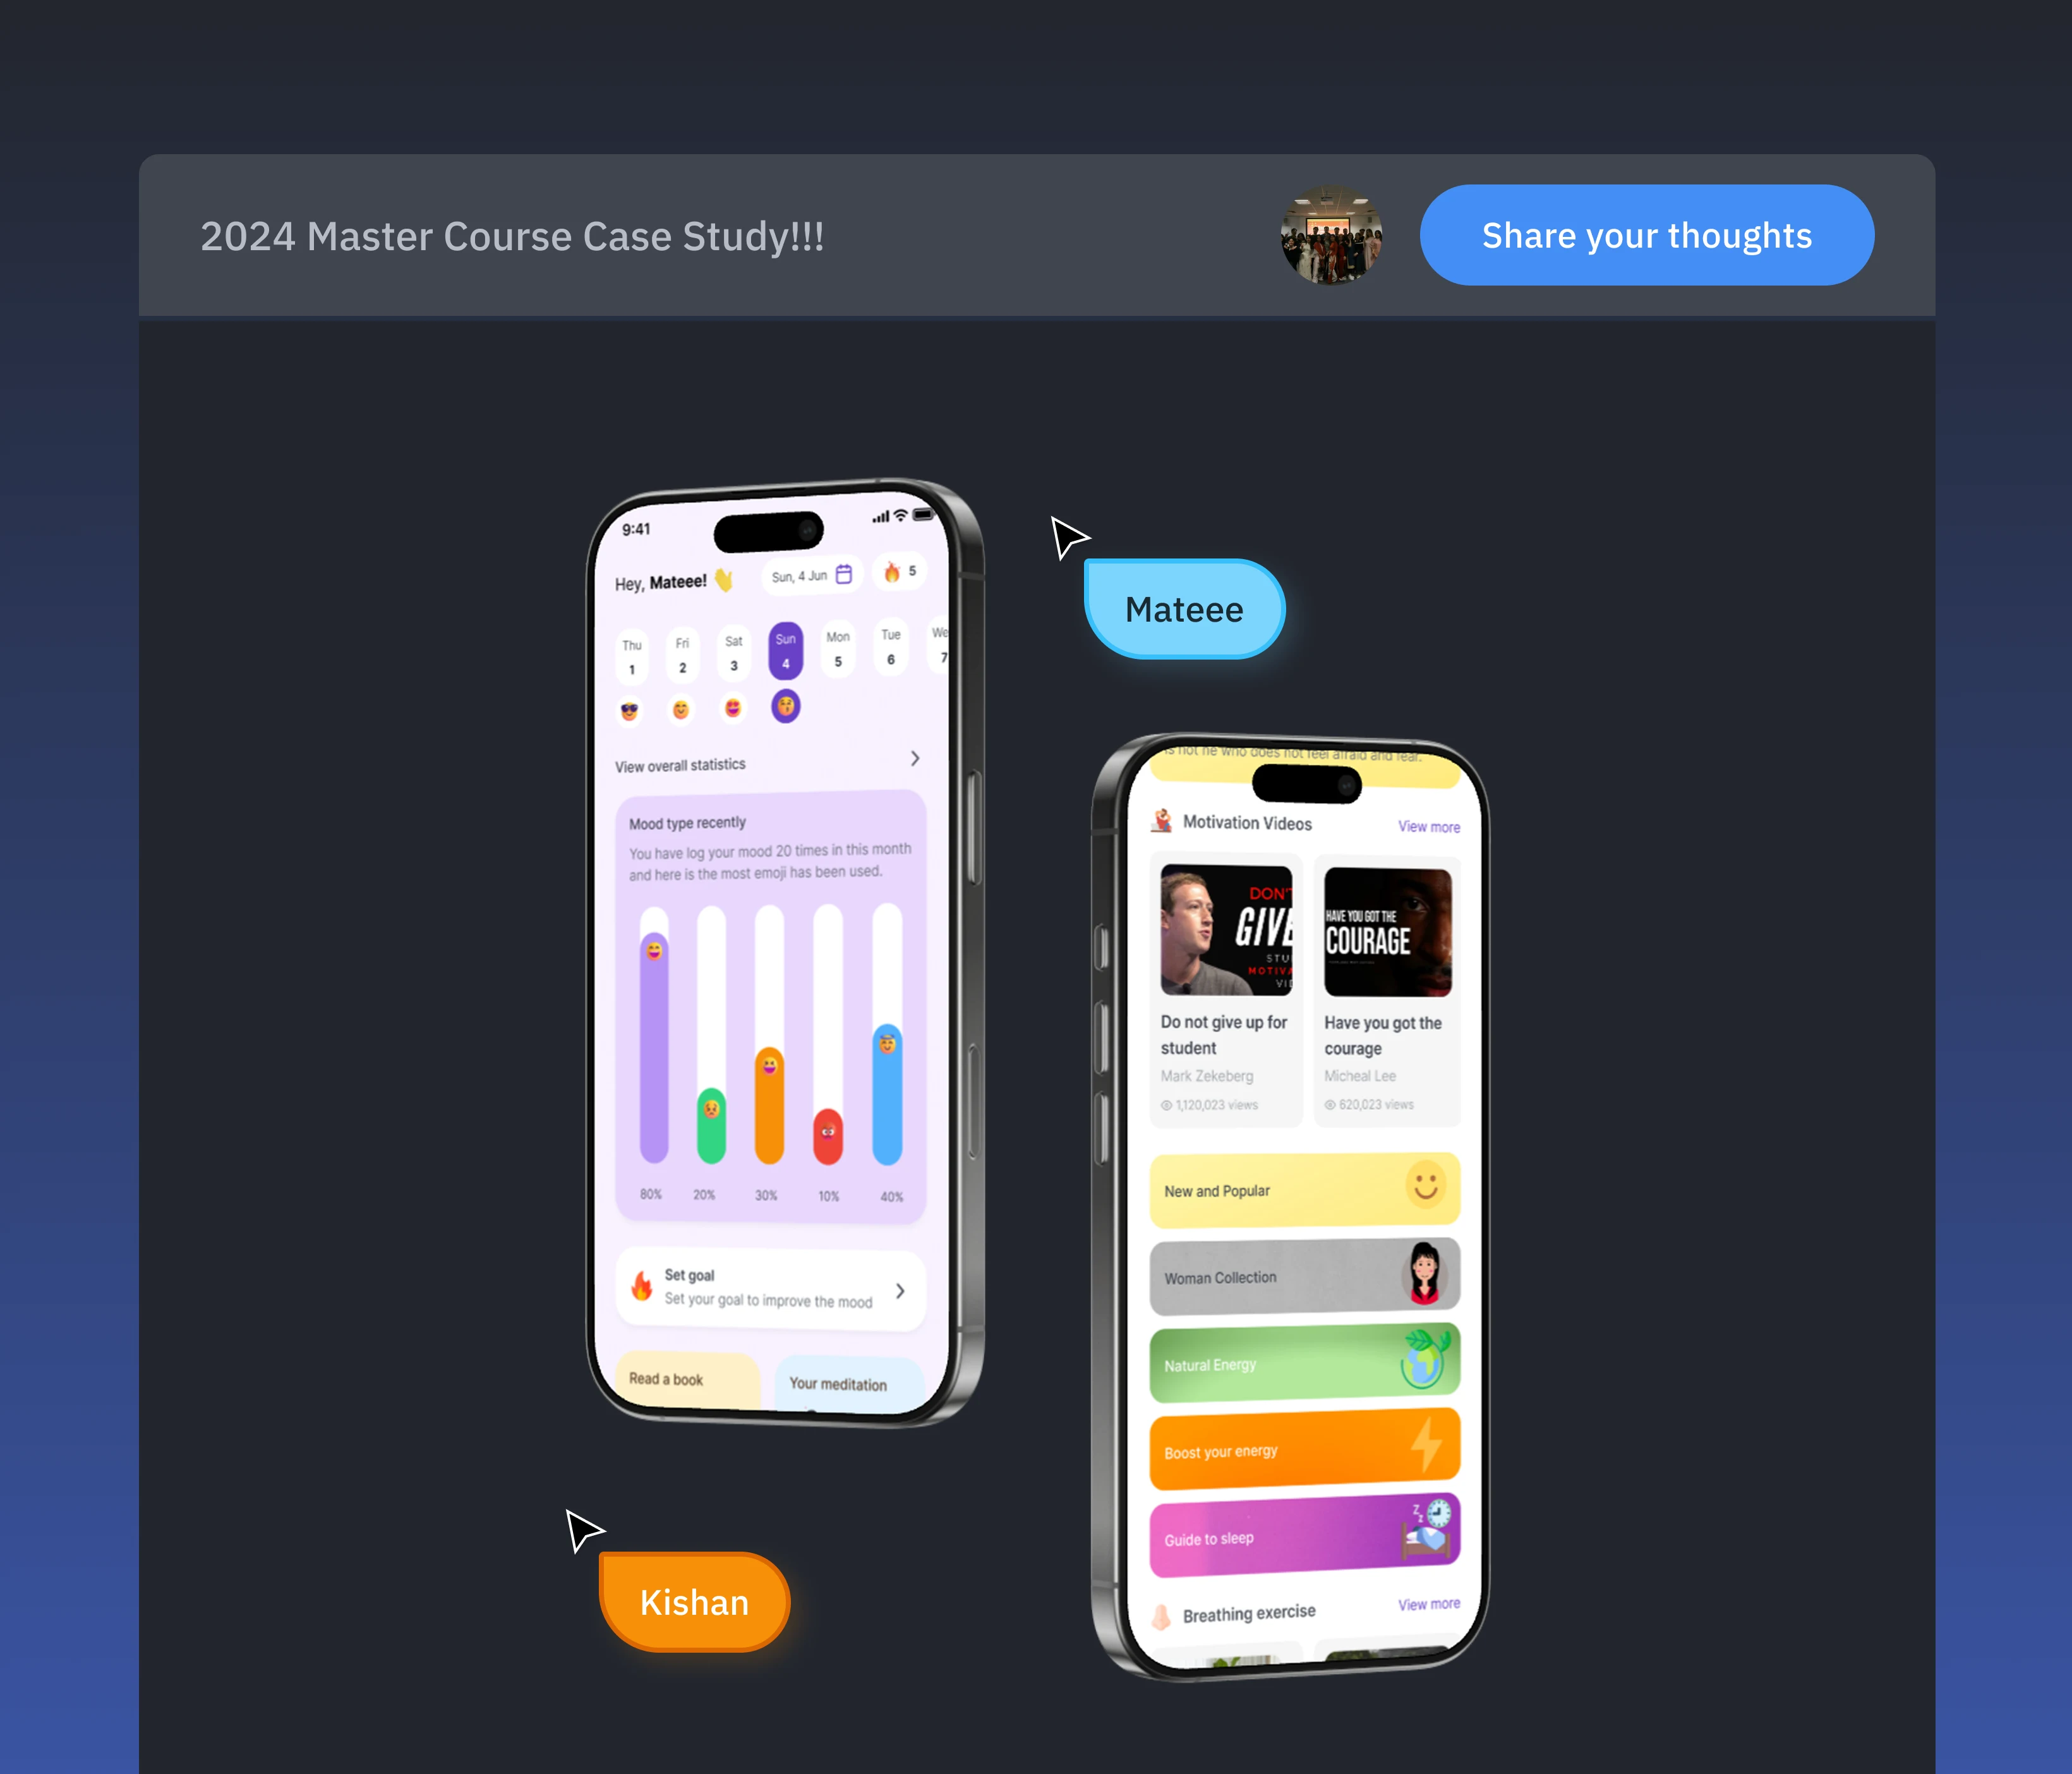 2024 Master Course Case Study!!!
Share your thoughts
9:41
Hey, Mateee!
Sun, 4 Jun
5
Thu
Fri
Sat
Sun
Mon
Tue
We
1
2
3
4
5
6
7
View overall statistics
Mood type recently
You have log your mood 20 times in this month
and here is the most emoji has been used.
80%
20%
30%
10%
40%
Set goal
Set your goal to improve the mood
Read a book
Your meditation
Mateee
Kishan
is not he who does not feel afraid and fear.
Motivation Videos
View more
DON'T
GIVE
STU
MOTIVA
VID
HAVE YOU GOT THE
COURAGE
Do not give up for
student
Mark Zekeberg
1,120,023 views
Have you got the
courage
Micheal Lee
620,023 views
New and Popular
Woman Collection
Natural Energy
Boost your energy
Guide to sleep
Z
Z
Breathing exercise
View more